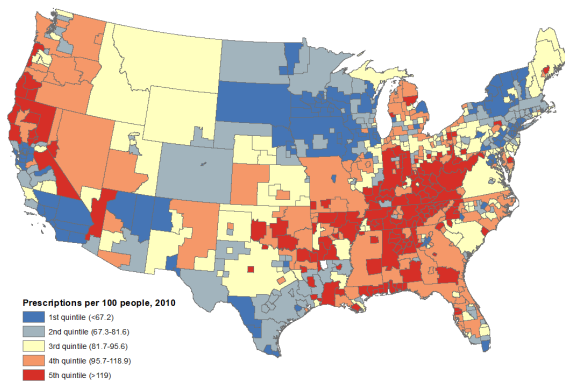 Prescriptions per 100 people, 2010
1st quintile (<67.2)
2nd quintile (67.3-81.6)
3rd quintile (81.7-95.6)
4th quintile (95.7-118.9)
5th quintile (>119)